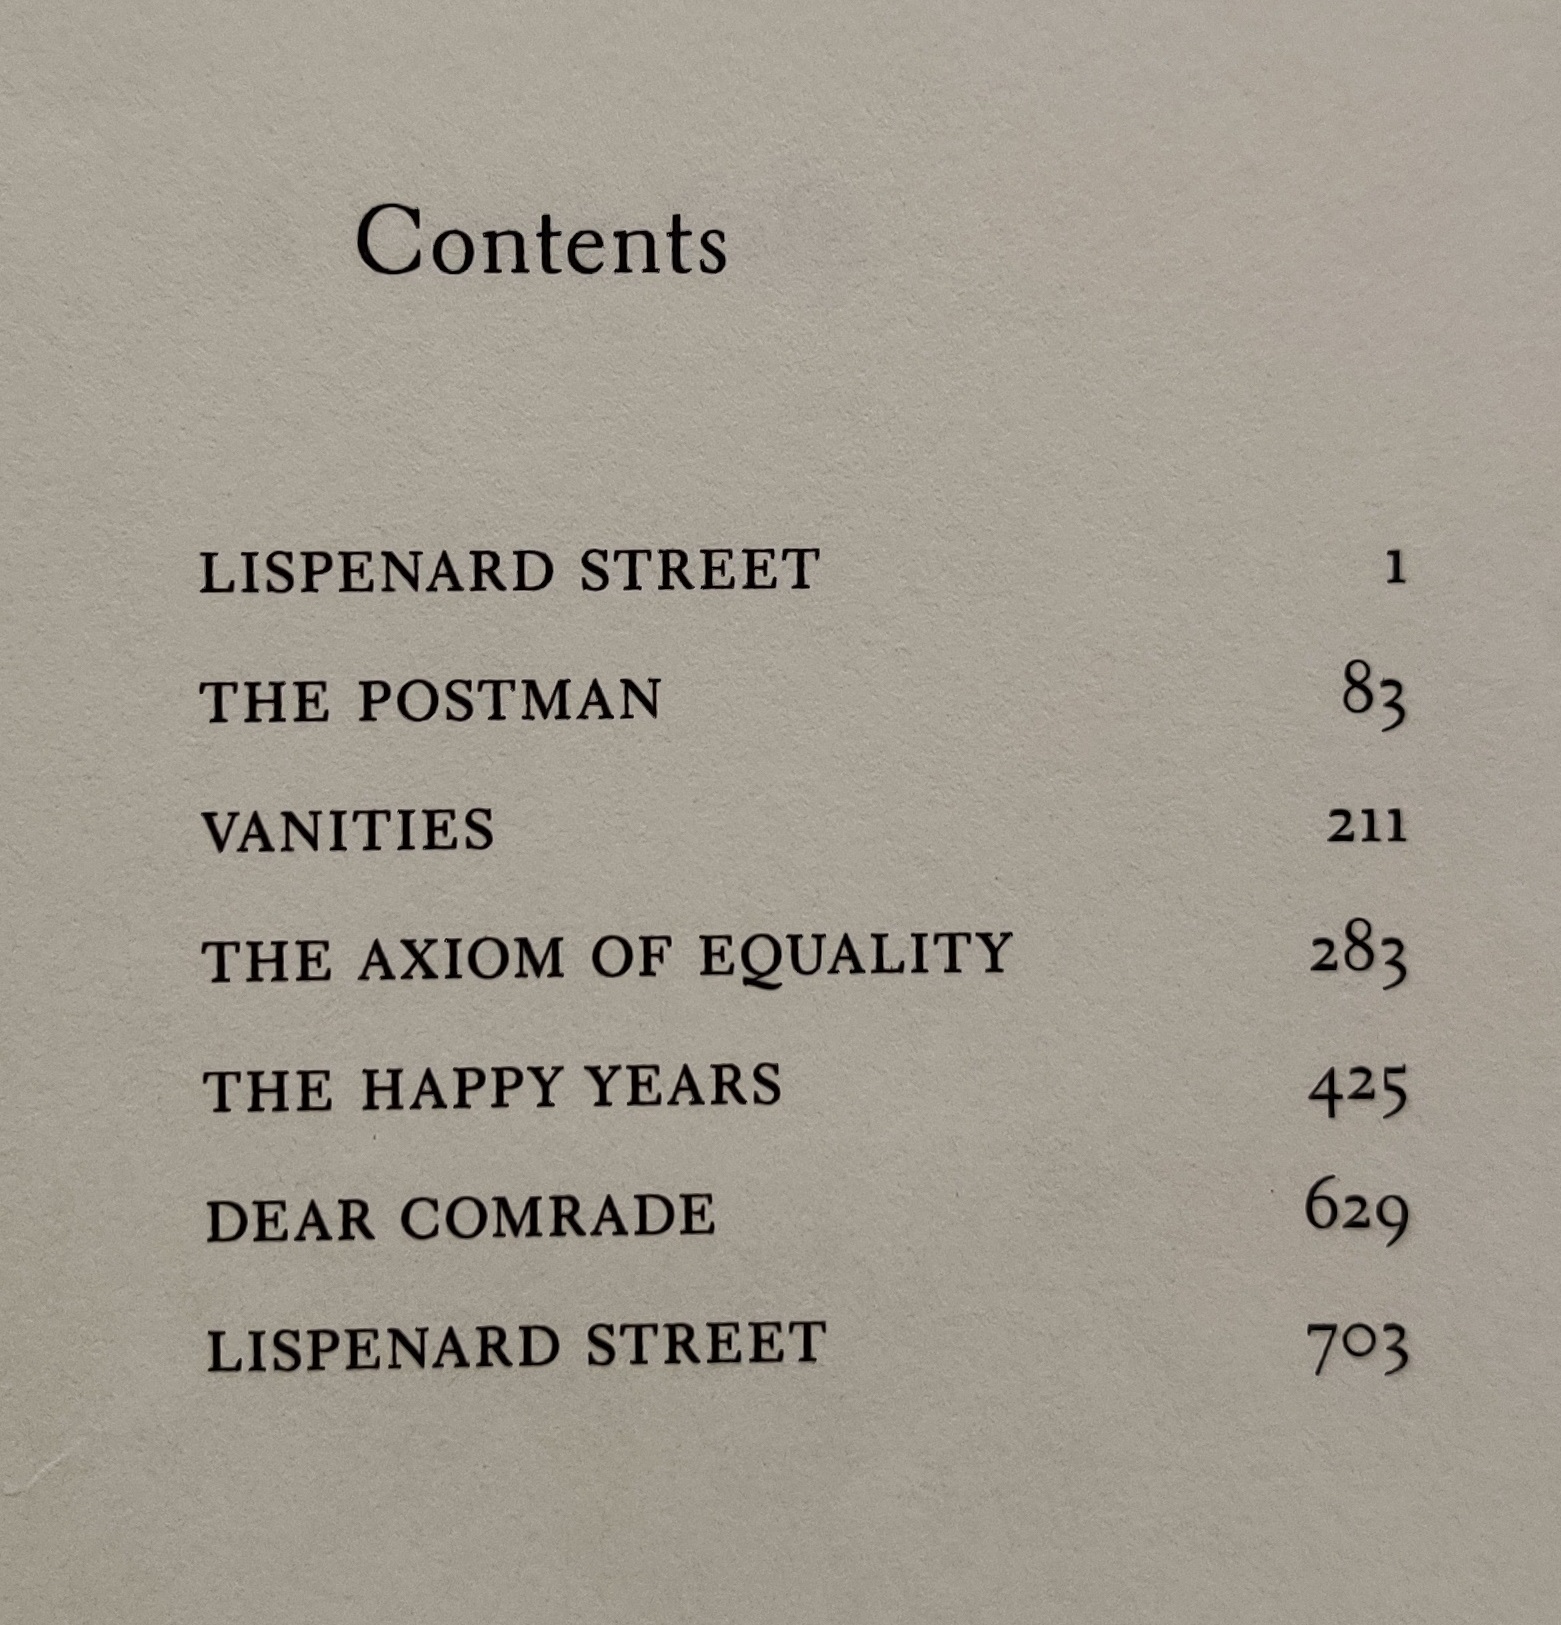 Contents
LISPENARD STREET 1
THE POSTMAN 83
VANITIES 211
THE AXIOM OF EQUALITY 283
THE HAPPY YEARS 425
DEAR COMRADE 629
LISPENARD STREET 703